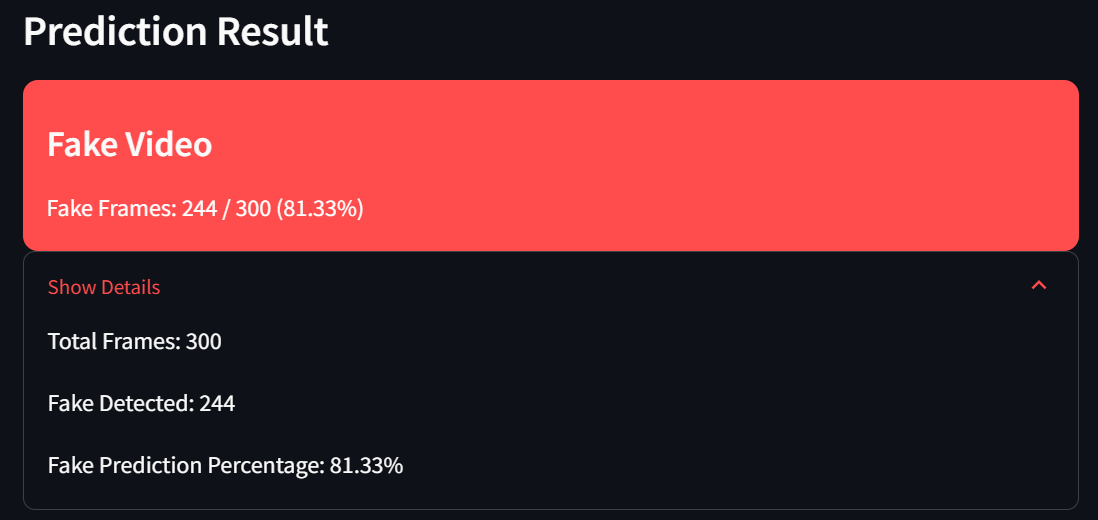 Prediction Result
Fake Video
Fake Frames: 244 / 300 (81.33%)
Show Details
Total Frames: 300
Fake Detected: 244
Fake Prediction Percentage: 81.33%